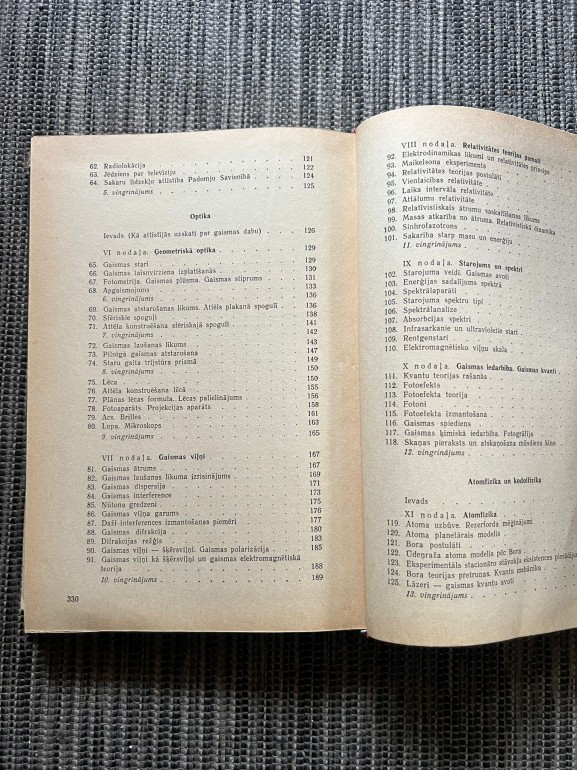 62. Radiolokācija 121
63. Jēdziens par televīziju 122
64. Sakaru līdzekļu attīstība Padomju Savienībā 124
5. vingrinājums 125
Optika
Ievads (Kā attīstījās uzskati par gaismas dabu) 126
VI nodaļa. Ģeometriskā optika 129
65. Gaismas stari 129
66. Gaismas taisnvirziena izplatīšanās 130
67. Fotometrija. Gaismas plūsma. Gaismas stiprums 131
68. Apgaismojums 133
6. vingrinājums 136
69. Gaismas atstarošanas likums. Attēls plakanā spogulī 136
70. Sfēriskie spoguļi 138
71. Attēla konstruēšana sfēriskajā spogulī 141
7. vingrinājums 142
72. Gaismas laušanas likums 143
73. Pilnīgā gaismas atstarošana 147
74. Staru gaita trijstūra prizmā 149
8. vingrinājums 150
75. Lēca 150
76. Attēla konstruēšana lēcā 155
77. Plānas lēcas formula. Lēcas palielinājums 156
78. Fotoaparāts. Projekcijas aparāts 158
79. Acs. Brilles 161
80. Lupa. Mikroskops 163
9. vingrinājums 165
VII nodaļa. Gaismas viļņi 167
81. Gaismas ātrums 167
82. Gaismas laušanas likuma iztirzājums 169
83. Gaismas dispersija 171
84. Gaismas interference 173
85. Ņūtona gredzeni 175
86. Gaismas viļņa garums 176
87. Daži interferences izmantošanas piemēri 177
88. Gaismas difrakcija 180
89. Difrakcijas režģis 183
90. Gaismas viļņi — šķērsviļņi. Gaismas polarizācija 185
91. Gaismas viļņi kā šķērsviļņi un gaismas elektromagnētiskā
teorija 188
10. vingrinājums 189
330
VIII nodaļa. Relativitātes teorijas pamati
92. Elektrodinamikas likumi un relativitātes princips
93. Maikelsona eksperiments
94. Relativitātes teorijas postulāti
95. Vienlaicības relativitāte
96. Laika intervāla relativitāte
97. Attālumu relativitāte
98. Relatīvistiskais ātrumu saskaitīšanas likums
99. Masas atkarība no ātruma. Relatīvistiskā dinamika
100. Sinhrofazotrons
101. Sakarība starp masu un enerģiju
11. vingrinājums
IX nodaļa. Starojums un spektri
102. Starojuma veidi. Gaismas avoti
103. Enerģijas sadalījums spektrā
104. Spektrālaparāti
105. Starojuma spektru tipi
106. Spektrālanalīze
107. Absorbcijas spektri
108. Infrasarkanie un ultravioletie stari
109. Rentgenstari
110. Elektromagnētisko viļņu skala
X nodaļa. Gaismas iedarbība. Gaismas kvanti
111. Kvantu teorijas rašanās
112. Fotoefekts
113. Fotoefekta teorija
114. Fotoni
115. Fotoefekta izmantošana
116. Gaismas spiediens
117. Gaismas ķīmiskā iedarbība. Fotogrāfija
118. Skaņas pieraksts un atskaņošana mūsdienu kino
12. vingrinājums
Atomfizika un kodolfizika
Ievads
XI nodaļa. Atomfizika
119. Atoma uzbūve. Rezerforda mēģinājumi
120. Atoma planetārais modelis
121. Bora postulāti
122. Ūdeņraža atoma modelis pēc Bora
123. Eksperimentāls stacionāro stāvokļu eksistences
124. Bora teorijas pretrunas. Kvantu mehānika
125. Lāzeri — gaismas kvantu avoti
13. vingrinājums